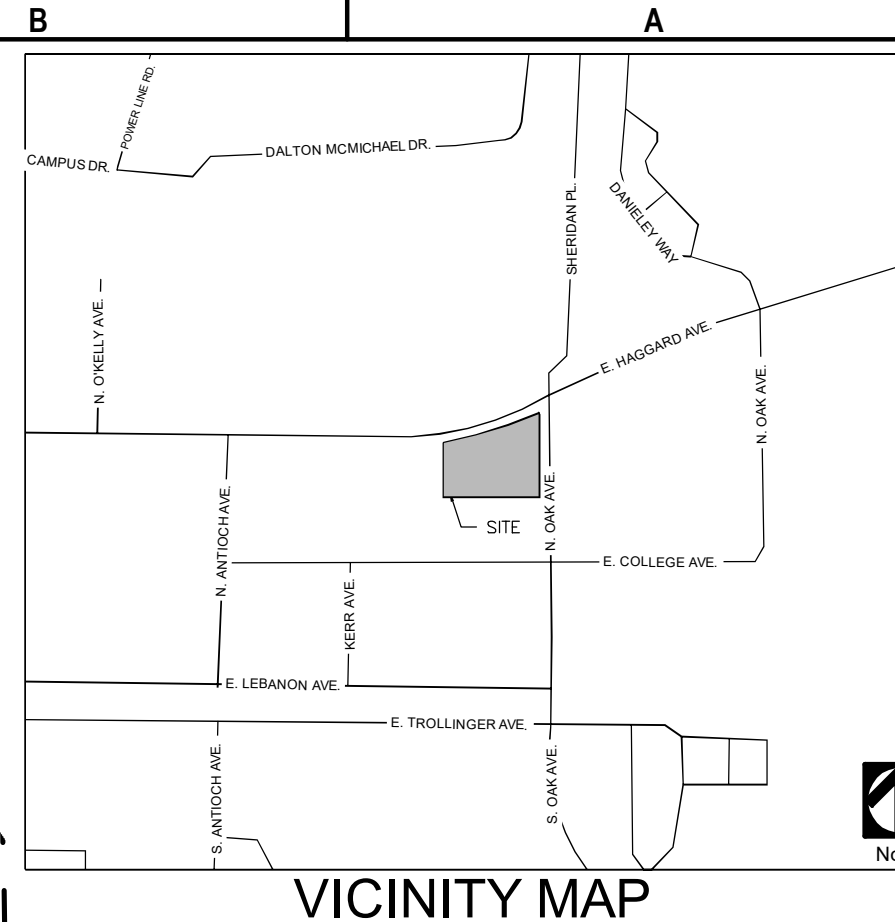 B
A
POWER LINE RD.
CAMPUS DR.
DALTON MCMICHAEL DR.
SHERIDAN PL.
DANIELEY WAY
N. O'KELLY AVE.
E. HAGGARD AVE.
N. OAK AVE.
N. ANTIOCH AVE.
N. OAK AVE.
SITE
E. COLLEGE AVE.
KERR AVE.
E. LEBANON AVE.
E. TROLLINGER AVE.
S. ANTIOCH AVE.
S. OAK AVE.
VICINITY MAP